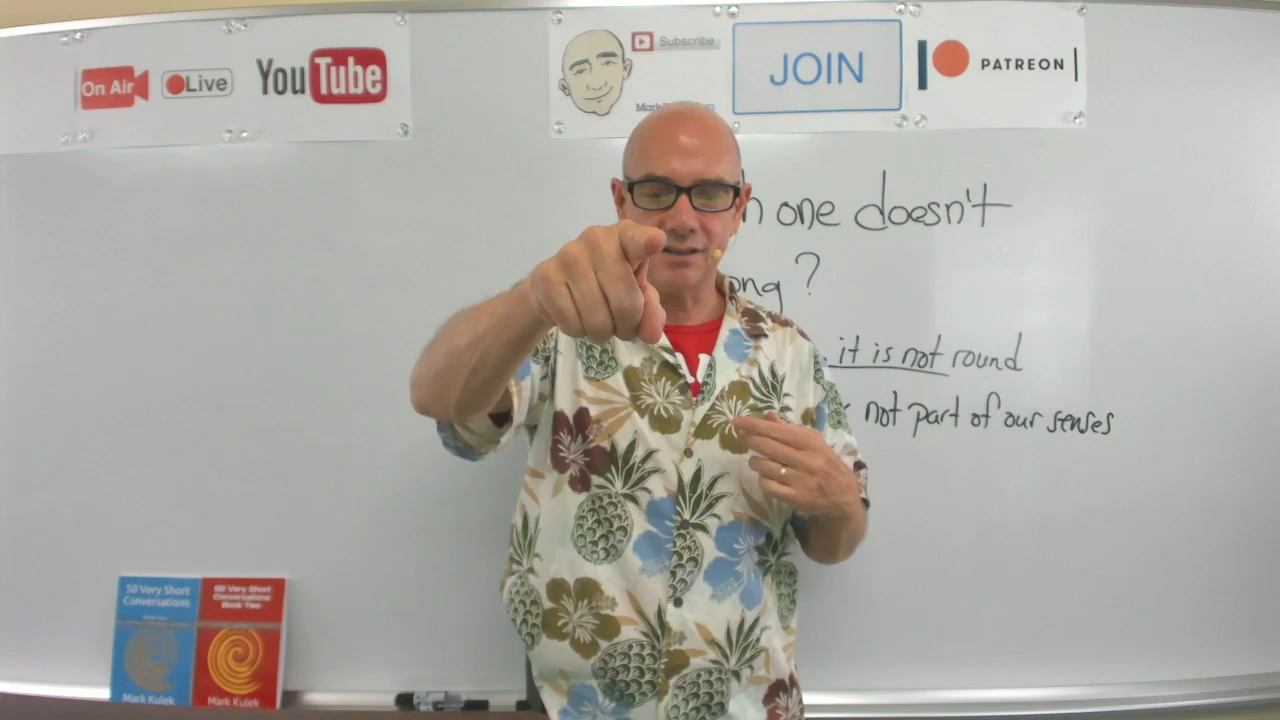 On Air
Live
YouTube
Subscribe
JOIN
PATREON
one doesn't
?
it is not round
not part of our senses
50 Very Short
Conversations
Mark Kulek
60 Very Short
Conversations
Book Two
Mark Kulek